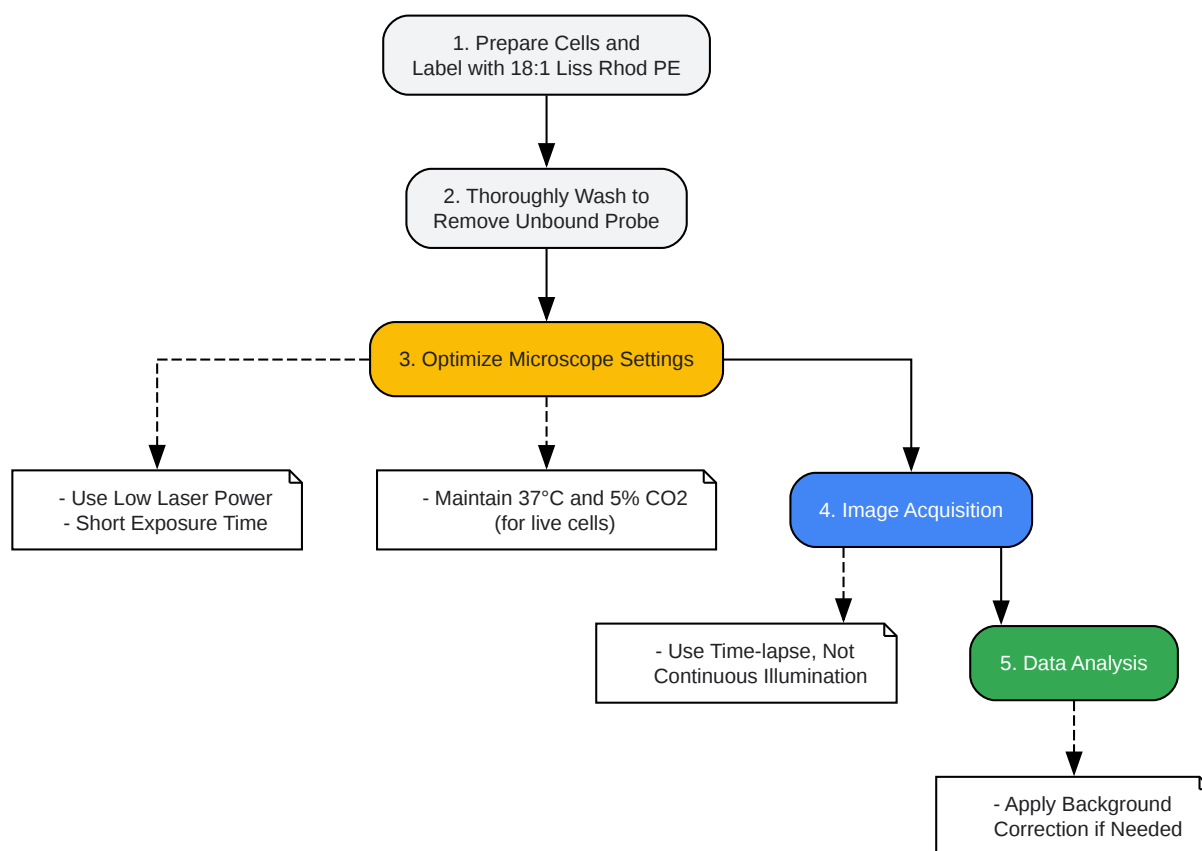 1. Prepare Cells and
Label with 18:1 Liss Rhod PE
2. Thoroughly Wash to
Remove Unbound Probe
3. Optimize Microscope Settings
- Use Low Laser Power
- Short Exposure Time
- Maintain 37°C and 5% CO2
(for live cells)
4. Image Acquisition
- Use Time-lapse, Not
Continuous Illumination
5. Data Analysis
- Apply Background
Correction if Needed